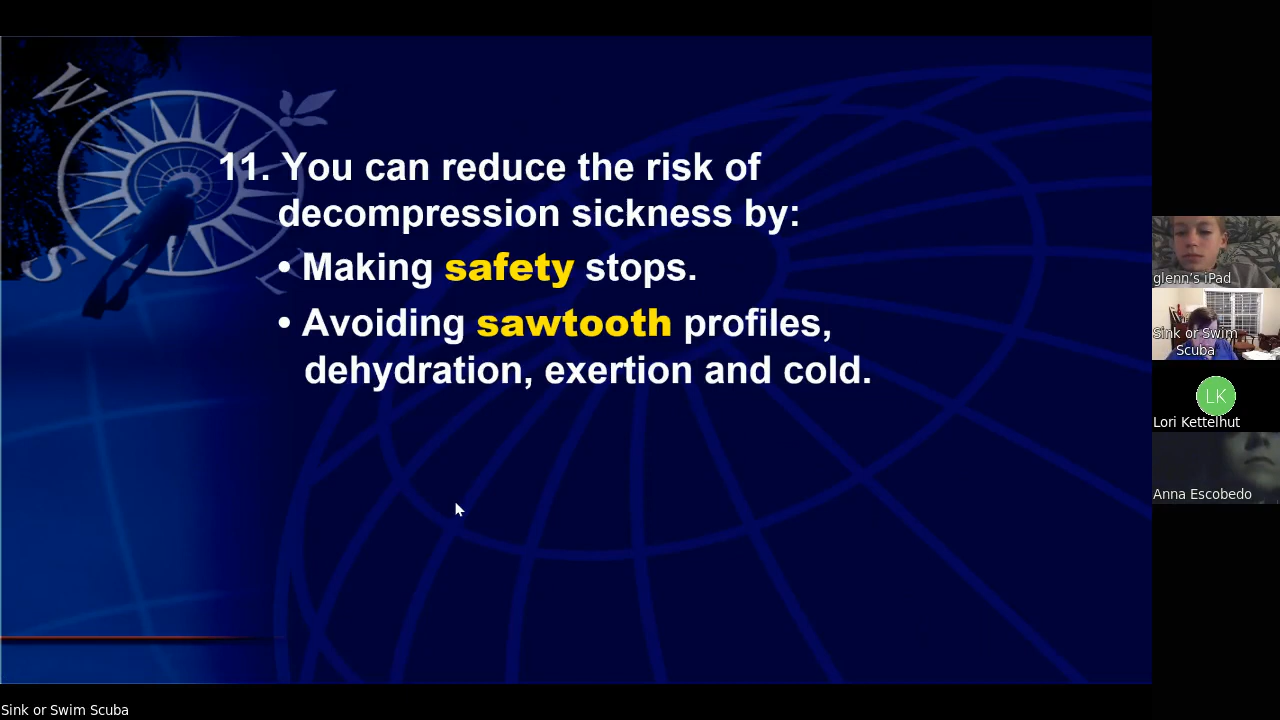 W
S
11. You can reduce the risk of
decompression sickness by:
• Making safety stops.
• Avoiding sawtooth profiles,
dehydration, exertion and cold.
glenn's iPad
Sink or Swim
Scuba
LK
Lori Kettelhut
Anna Escobedo
Sink or Swim Scuba